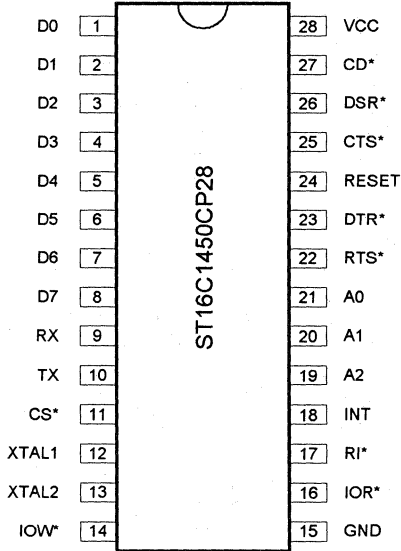 D0 1 28 VCC
D1 2 27 CD*
D2 3 26 DSR*
D3 4 25 CTS*
D4 5 24 RESET
D5 6 23 DTR*
D6 7 22 RTS*
D7 8 21 A0
RX 9 20 A1
TX 10 19 A2
CS* 11 18 INT
XTAL1 12 17 RI*
XTAL2 13 16 IOR*
IOW* 14 15 GND
ST16C1450CP28